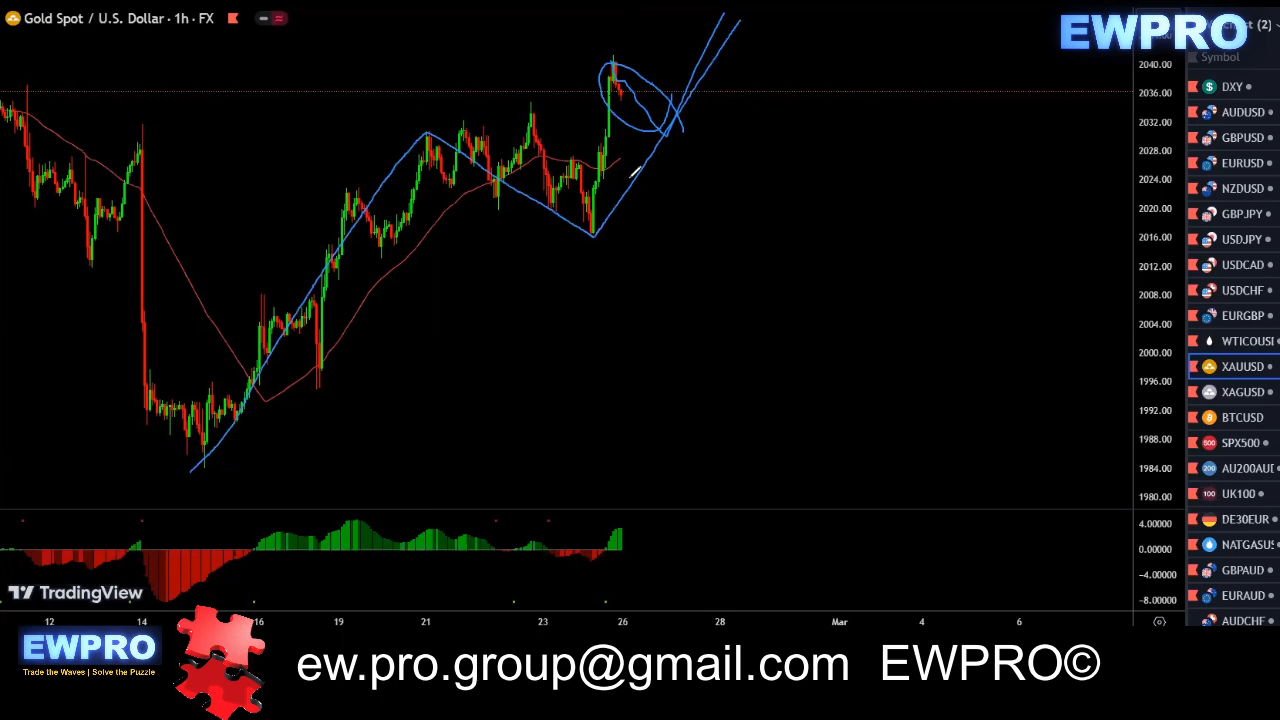 Gold Spot / U.S. Dollar · 1h · FX
EWPRO
(2)
Symbol
2040.00
2036.00
2032.00
2028.00
2024.00
2020.00
2016.00
2012.00
2008.00
2004.00
2000.00
1996.00
1992.00
1988.00
1984.00
1980.00
4.00000
0.00000
-4.00000
-8.00000
DXY
AUDUSD
GBPUSD
EURUSD
NZDUSD
GBPJPY
USDJPY
USDCAD
USDCHF
EURGBP
WTICOUSI
XAUUSD
XAGUSD
BTCUSD
500 SPX500
200 AU200AUD
100 UK100
DE30EUR
NATGASUS
GBPAUD
EURAUD
AUDCHF
TradingView
12 14 16 19 21 23 26 28 Mar 4 6
EWPRO
Trade the Waves | Solve the Puzzle
ew.pro.group@gmail.com EWPRO©